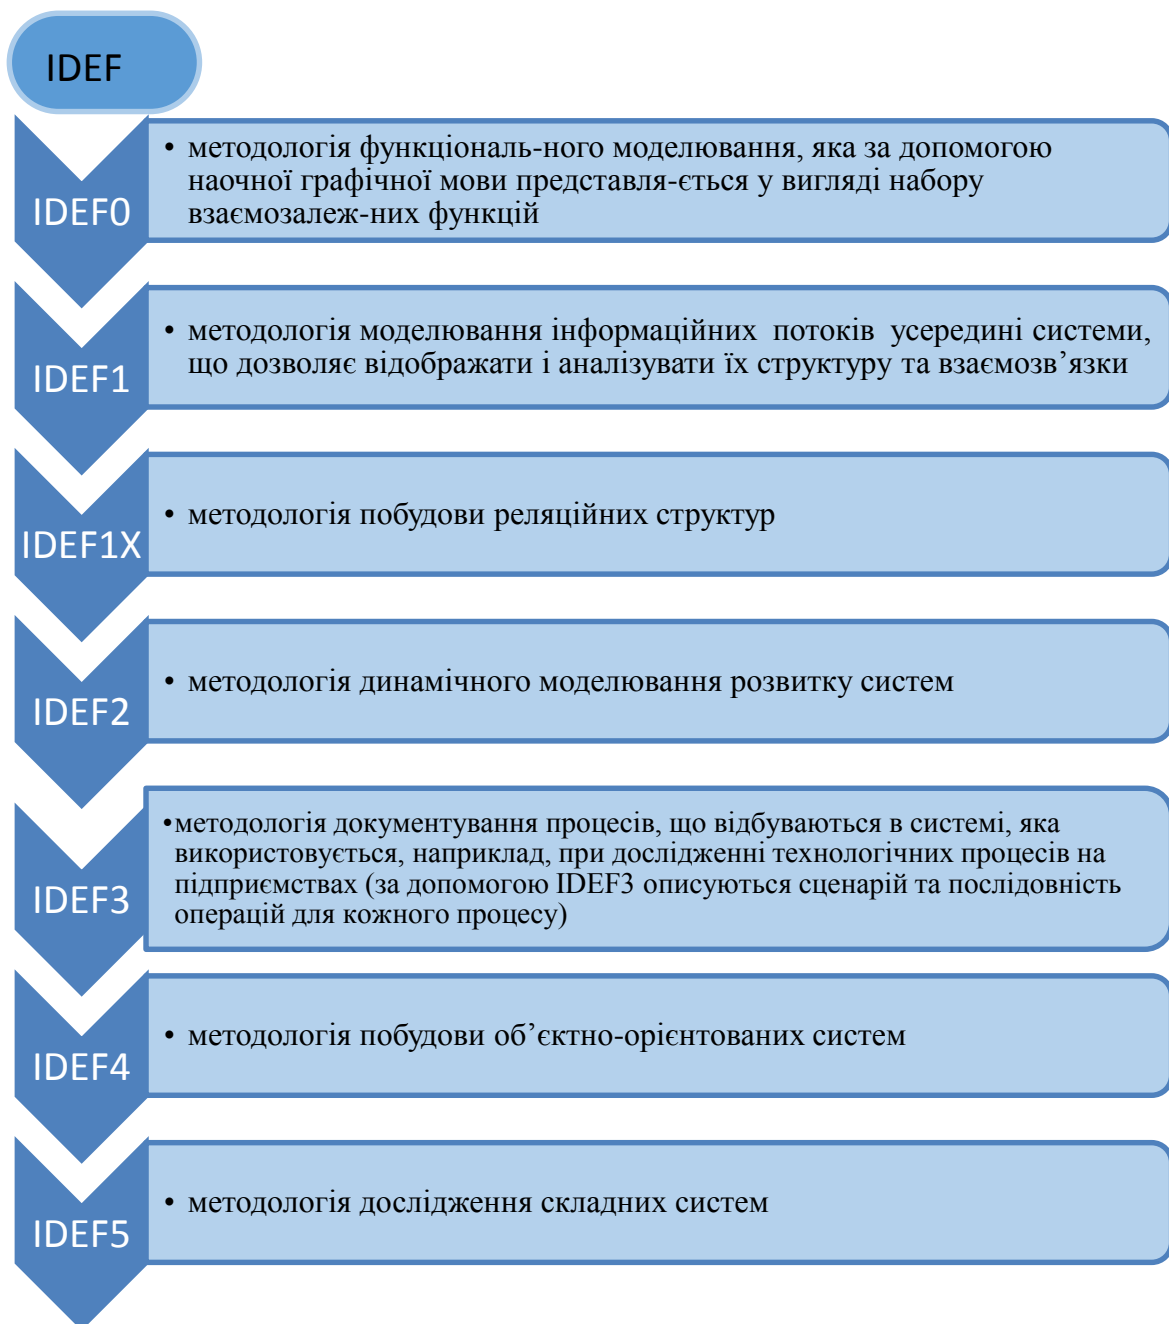 IDEF
IDEF0
• методологія функціональ-ного моделювання, яка за допомогою
наочної графічної мови представля-ється у вигляді набору
взаємозалеж-них функцій
IDEF1
• методологія моделювання інформаційних потоків усередині системи,
що дозволяє відображати і аналізувати їх структуру та взаємозв’язки
IDEF1X
• методологія побудови реляційних структур
IDEF2
• методологія динамічного моделювання розвитку систем
IDEF3
•методологія документування процесів, що відбуваються в системі, яка
використовується, наприклад, при дослідженні технологічних процесів на
підприємствах (за допомогою IDEF3 описуються сценарій та послідовність
операцій для кожного процесу)
IDEF4
• методологія побудови об’єктно-орієнтованих систем
IDEF5
• методологія дослідження складних систем